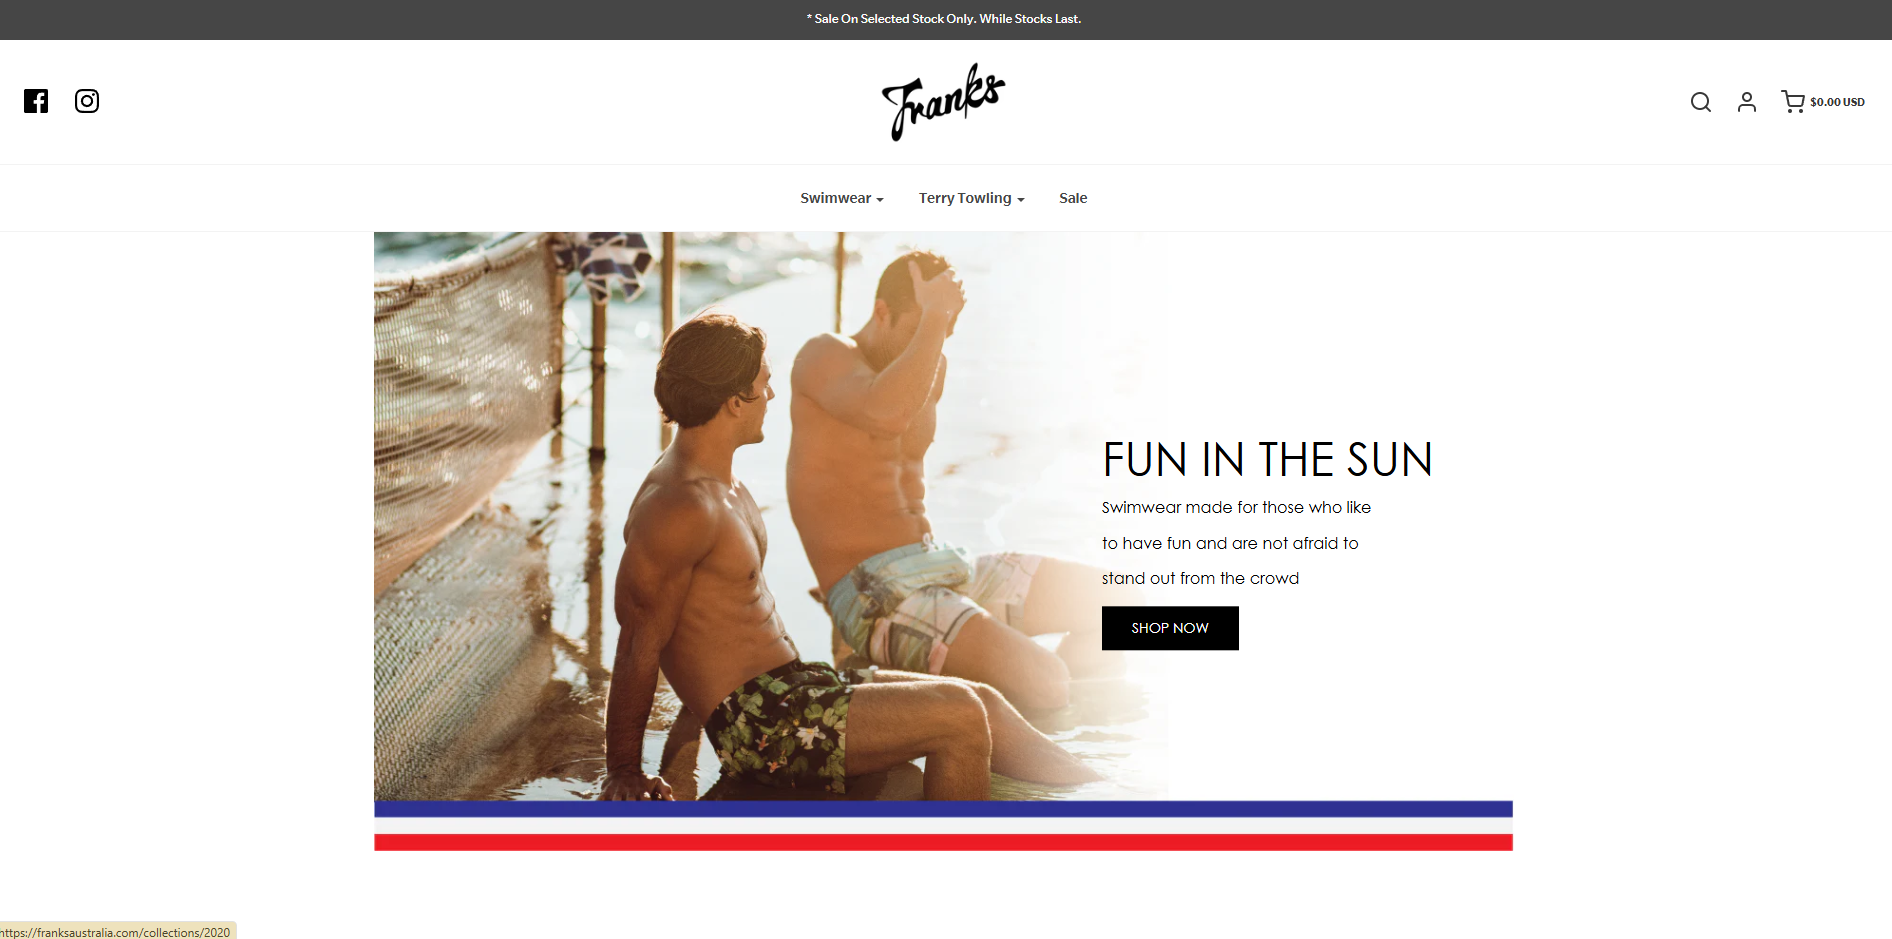 * Sale On Selected Stock Only. While Stocks Last.
Franks
$0.00 USD
Swimwear
Terry Towling
Sale
FUN IN THE SUN
Swimwear made for those who like
to have fun and are not afraid to
stand out from the crowd
SHOP NOW
https://franksaustralia.com/collections/2020